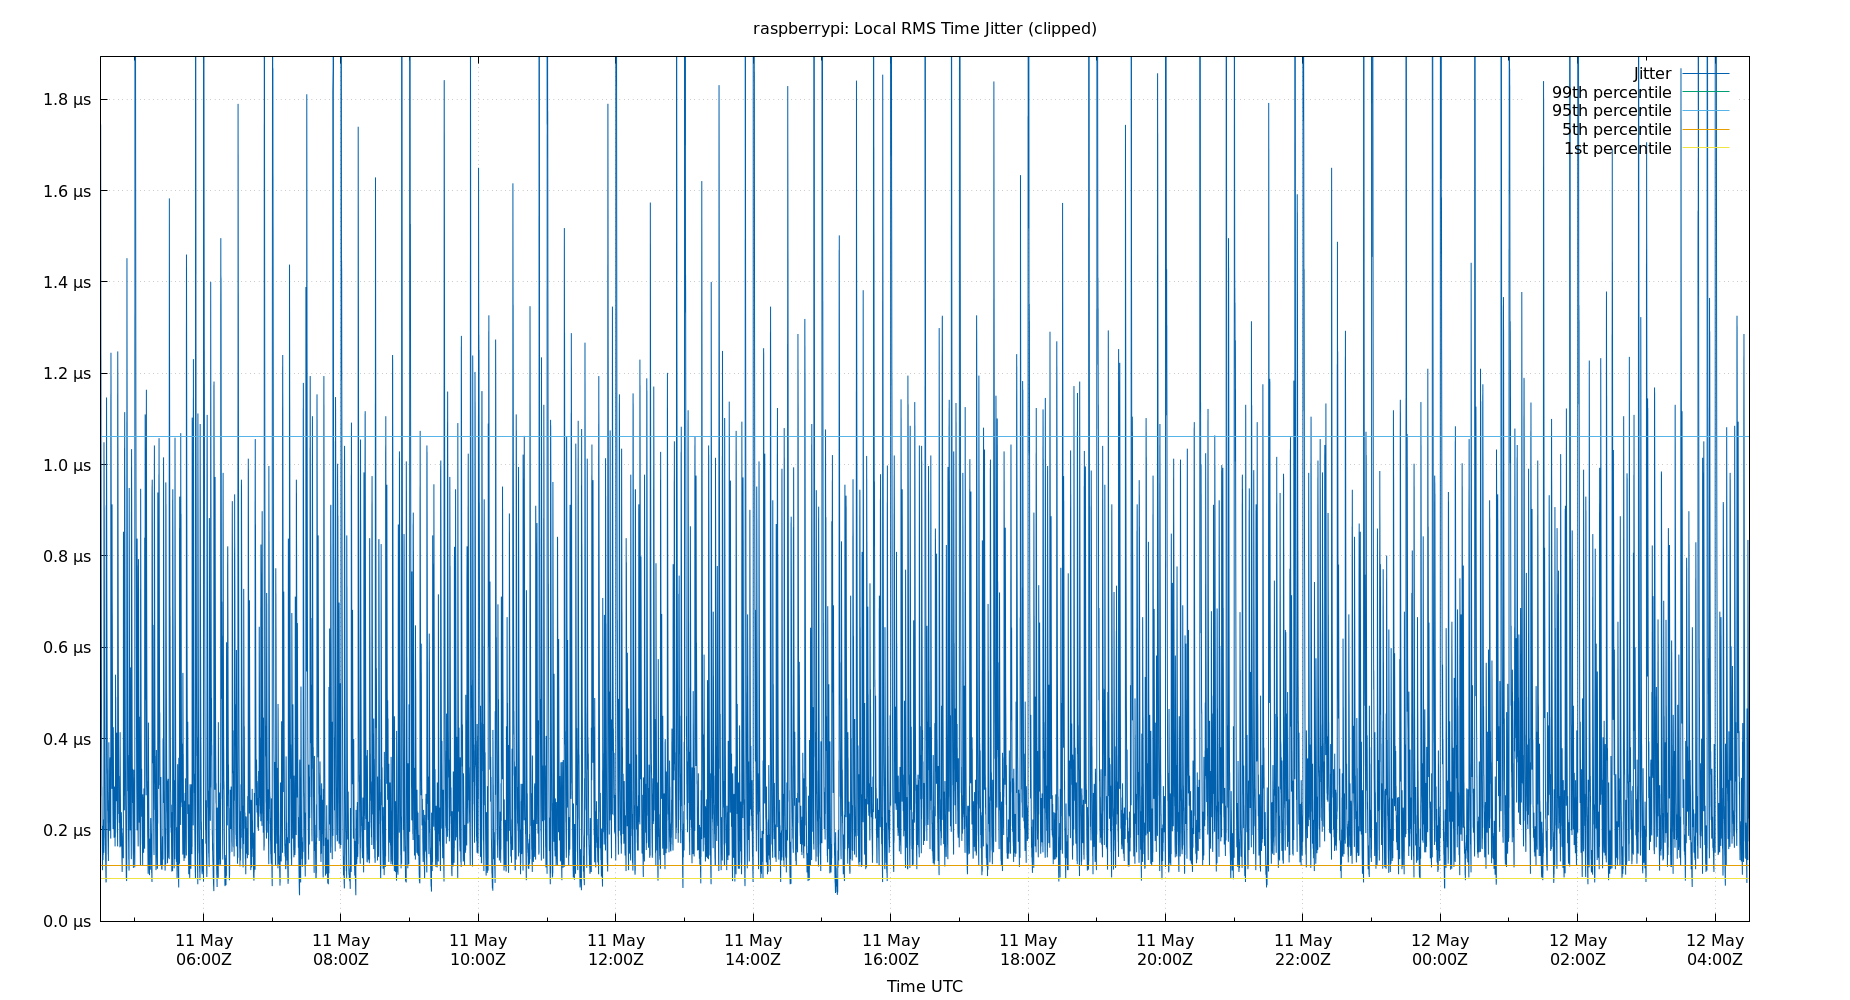 raspberrypi: Local RMS Time Jitter (clipped)
Jitter
99th percentile
95th percentile
5th percentile
1st percentile
1.8 µs
1.6 µs
1.4 µs
1.2 µs
1.0 µs
0.8 µs
0.6 µs
0.4 µs
0.2 µs
0.0 µs
11 May 11 May 11 May 11 May 11 May 11 May 11 May 11 May 11 May 12 May 12 May 12 May
06:00Z 08:00Z 10:00Z 12:00Z 14:00Z 16:00Z 18:00Z 20:00Z 22:00Z 00:00Z 02:00Z 04:00Z
Time UTC